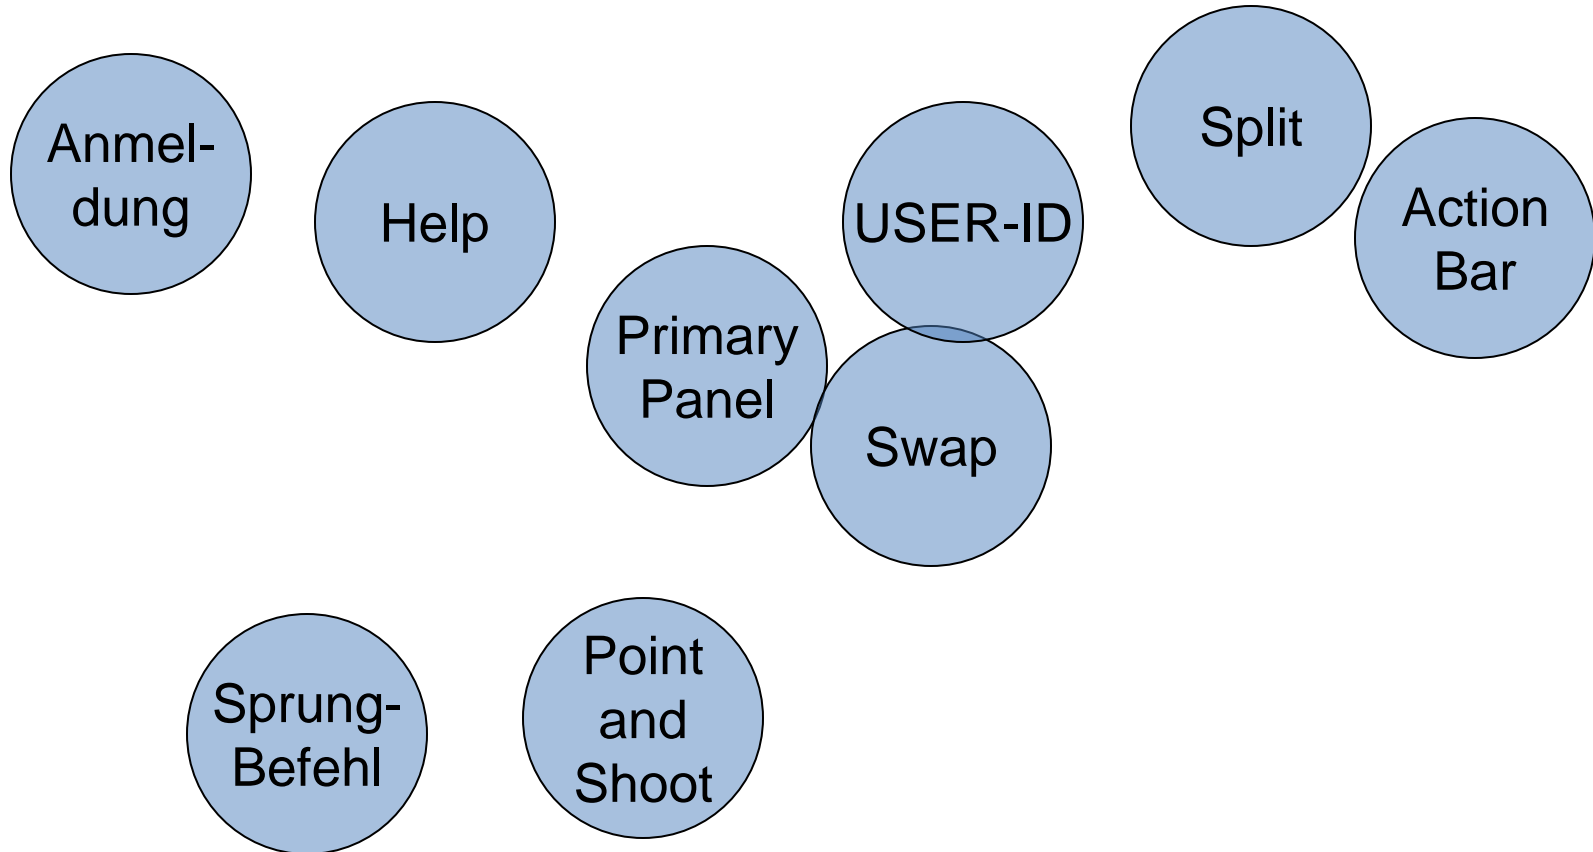 Anmel-
dung
Help
Primary
Panel
USER-ID
Swap
Split
Action
Bar
Sprung-
Befehl
Point
and
Shoot